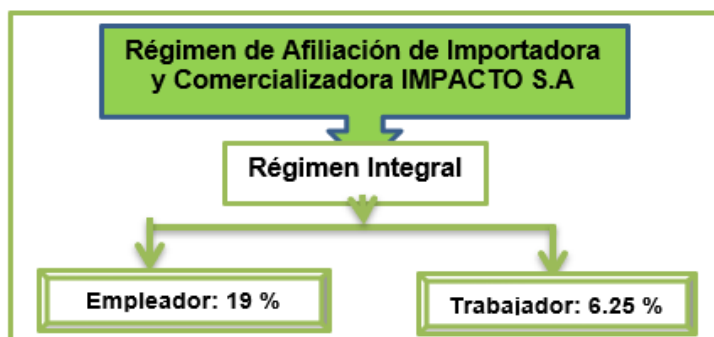 Régimen de Afiliación de Importadora
y Comercializadora IMPACTO S.A
Régimen Integral
Empleador: 19 %
Trabajador: 6.25 %